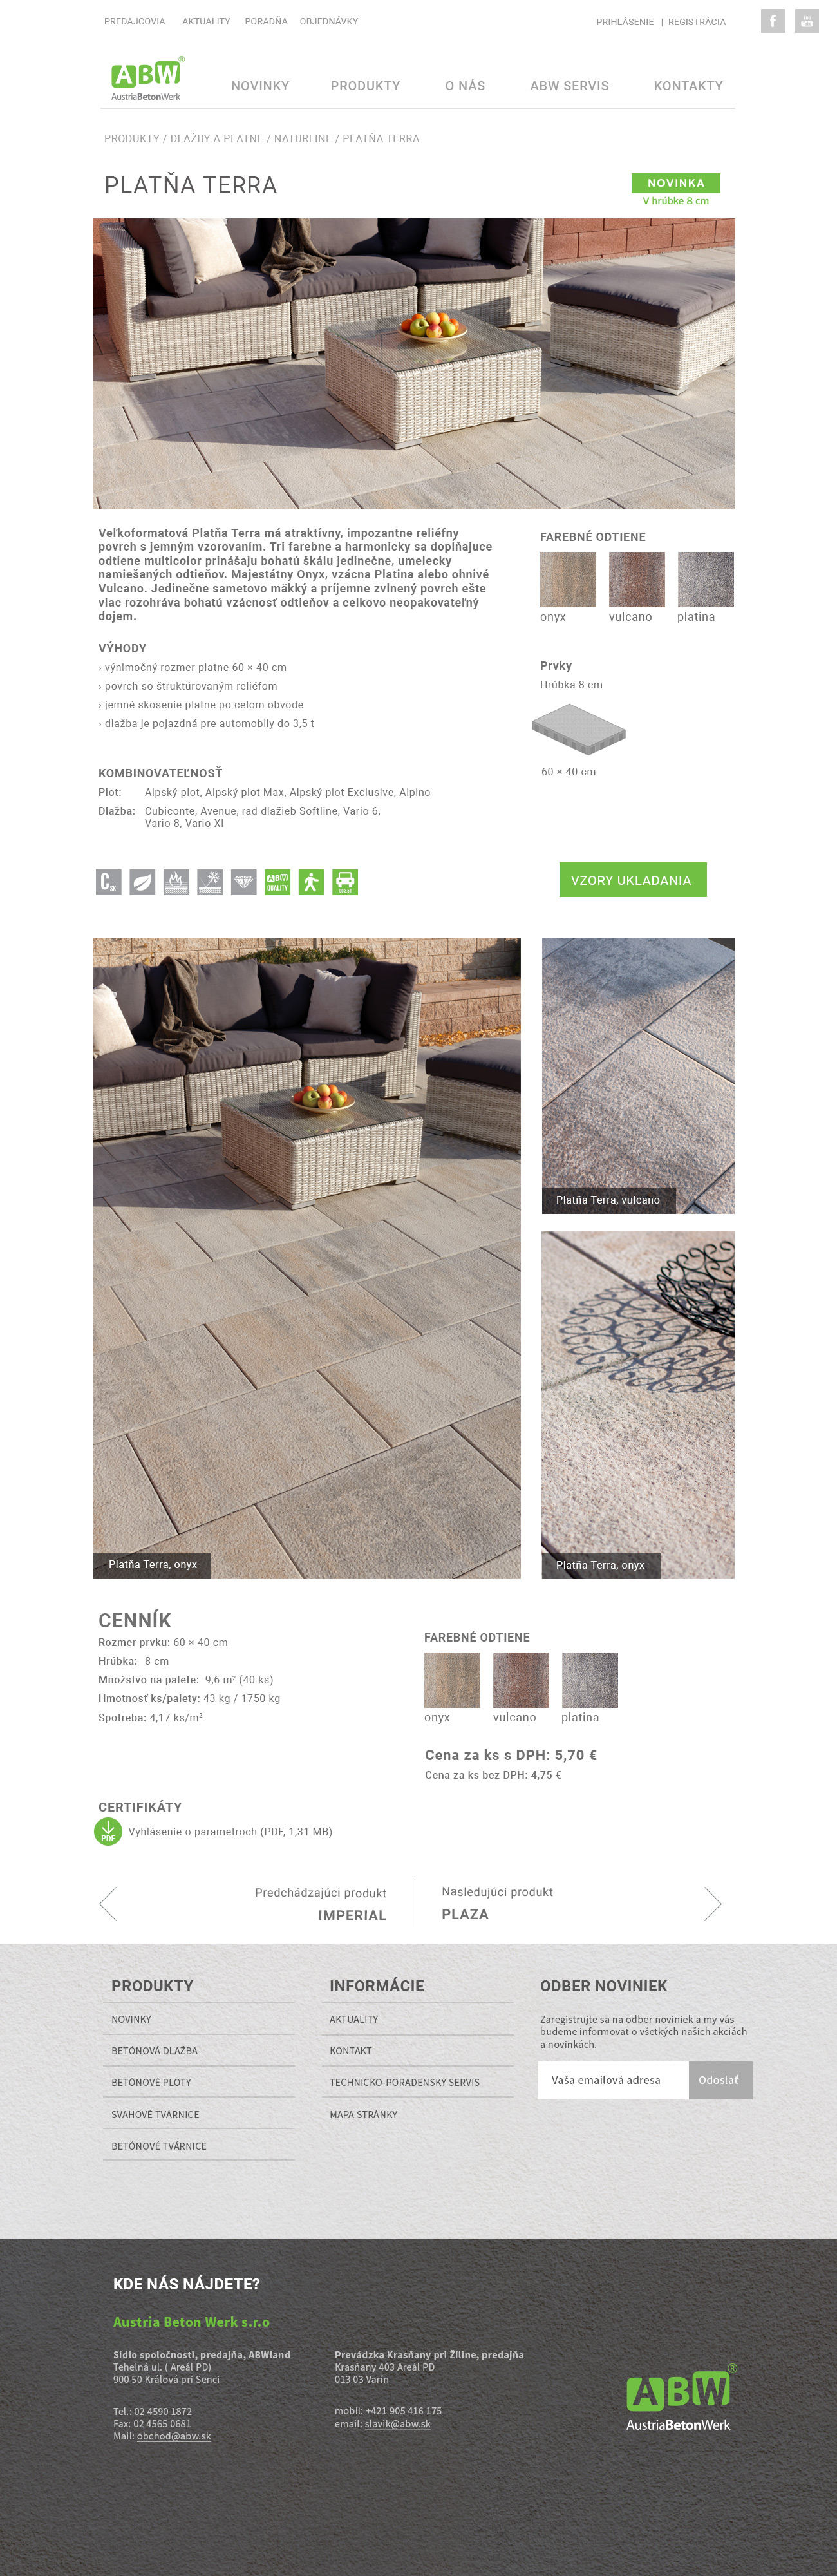 PREDAJCOVIA AKTUALITY PORADŇA OBJEDNÁVKY PRIHLÁSENIE | REGISTRÁCIA f You Tube
ABW®
AustriaBetonWerk
NOVINKY PRODUKTY O NÁS ABW SERVIS KONTAKTY
PRODUKTY / DLAŽBY A PLATNE / NATURLINE / PLATŇA TERRA
PLATŇA TERRA
NOVINKA
V hrúbke 8 cm
Veľkoformatová Platňa Terra má atraktívny, impozantne reliéfny
povrch s jemným vzorovaním. Tri farebne a harmonicky sa dopĺňajuce
odtiene multicolor prinášaju bohatú škálu jedinečne, umelecky
namiešaných odtieňov. Majestátny Onyx, vzácna Platina alebo ohnivé
Vulcano. Jedinečne sametovo mäkký a príjemne zvlnený povrch ešte
viac rozohráva bohatú vzácnosť odtieňov a celkovo neopakovateľný
dojem.
FAREBNÉ ODTIENE
onyx vulcano platina
VÝHODY
› výnimočný rozmer platne 60 × 40 cm
› povrch so štruktúrovaným reliéfom
› jemné skosenie platne po celom obvode
› dlažba je pojazdná pre automobily do 3,5 t
Prvky
Hrúbka 8 cm
60 × 40 cm
KOMBINOVATEĽNOSŤ
Plot: Alpský plot, Alpský plot Max, Alpský plot Exclusive, Alpino
Dlažba: Cubiconte, Avenue, rad dlažieb Softline, Vario 6,
Vario 8, Vario XI
C SK
ABW QUALITY
VZORY UKLADANIA
Platňa Terra, vulcano
Platňa Terra, onyx
Platňa Terra, onyx
CENNÍK
Rozmer prvku: 60 × 40 cm
Hrúbka: 8 cm
Množstvo na palete: 9,6 m² (40 ks)
Hmotnosť ks/palety: 43 kg / 1750 kg
Spotreba: 4,17 ks/m²
FAREBNÉ ODTIENE
onyx vulcano platina
Cena za ks s DPH: 5,70 €
Cena za ks bez DPH: 4,75 €
CERTIFIKÁTY
PDF Vyhlásenie o parametroch (PDF, 1,31 MB)
Predchádzajúci produkt
IMPERIAL
Nasledujúci produkt
PLAZA
PRODUKTY
NOVINKY
BETÓNOVÁ DLAŽBA
BETÓNOVÉ PLOTY
SVAHOVÉ TVÁRNICE
BETÓNOVÉ TVÁRNICE
INFORMÁCIE
AKTUALITY
KONTAKT
TECHNICKO-PORADENSKÝ SERVIS
MAPA STRÁNKY
ODBER NOVINIEK
Zaregistrujte sa na odber noviniek a my vás
budeme informovať o všetkých našich akciách
a novinkách.
Vaša emailová adresa Odoslať
KDE NÁS NÁJDETE?
Austria Beton Werk s.r.o
Sídlo spoločnosti, predajňa, ABWland
Tehelná ul. ( Areál PD)
900 50 Kráľová pri Senci
Tel.: 02 4590 1872
Fax: 02 4565 0681
Mail: obchod@abw.sk
Prevádzka Krasňany pri Žiline, predajňa
Krasňany 403 Areál PD
013 03 Varín
mobil: +421 905 416 175
email: slavik@abw.sk
ABW®
AustriaBetonWerk